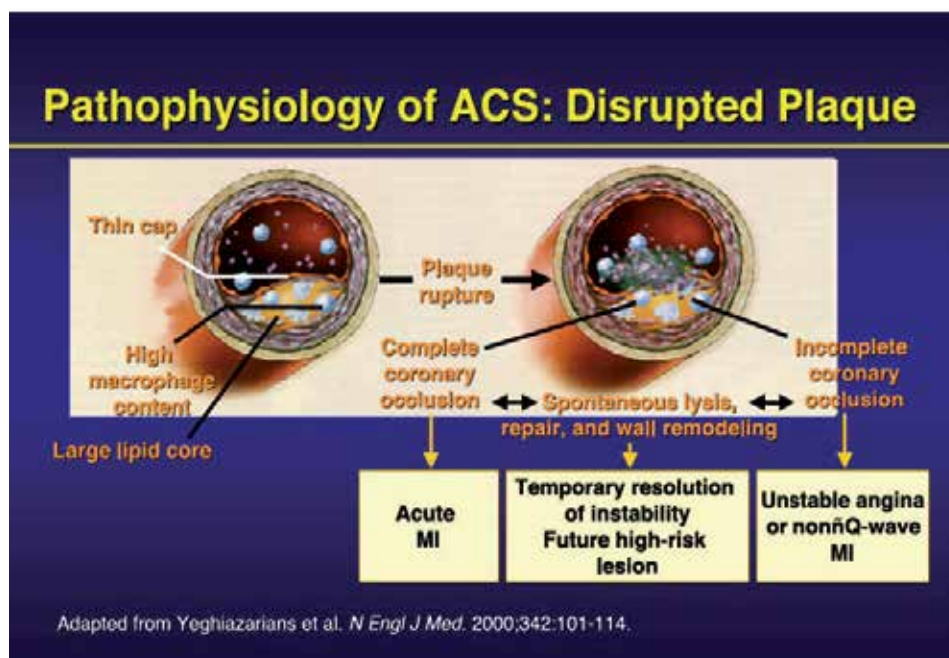 Pathophysiology of ACS: Disrupted Plaque
Thin cap
High
macrophage
content
Large lipid core
Plaque
rupture
Complete
coronary
occlusion
Spontaneous lysis,
repair, and wall remodeling
Incomplete
coronary
occlusion
Acute
MI
Temporary resolution
of instability
Future high-risk
lesion
Unstable angina
or nonñQ-wave
MI
Adapted from Yeghiazarians et al. N Engl J Med. 2000;342:101-114.